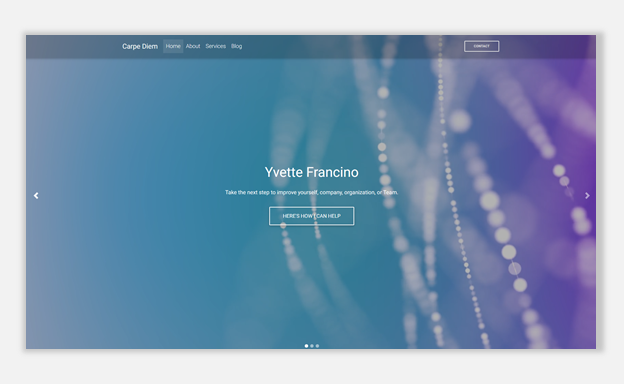 Carpe Diem Home About Services Blog CONTACT
Yvette Francino
Take the next step to improve yourself, company, organization, or Team.
HERE'S HOW I CAN HELP